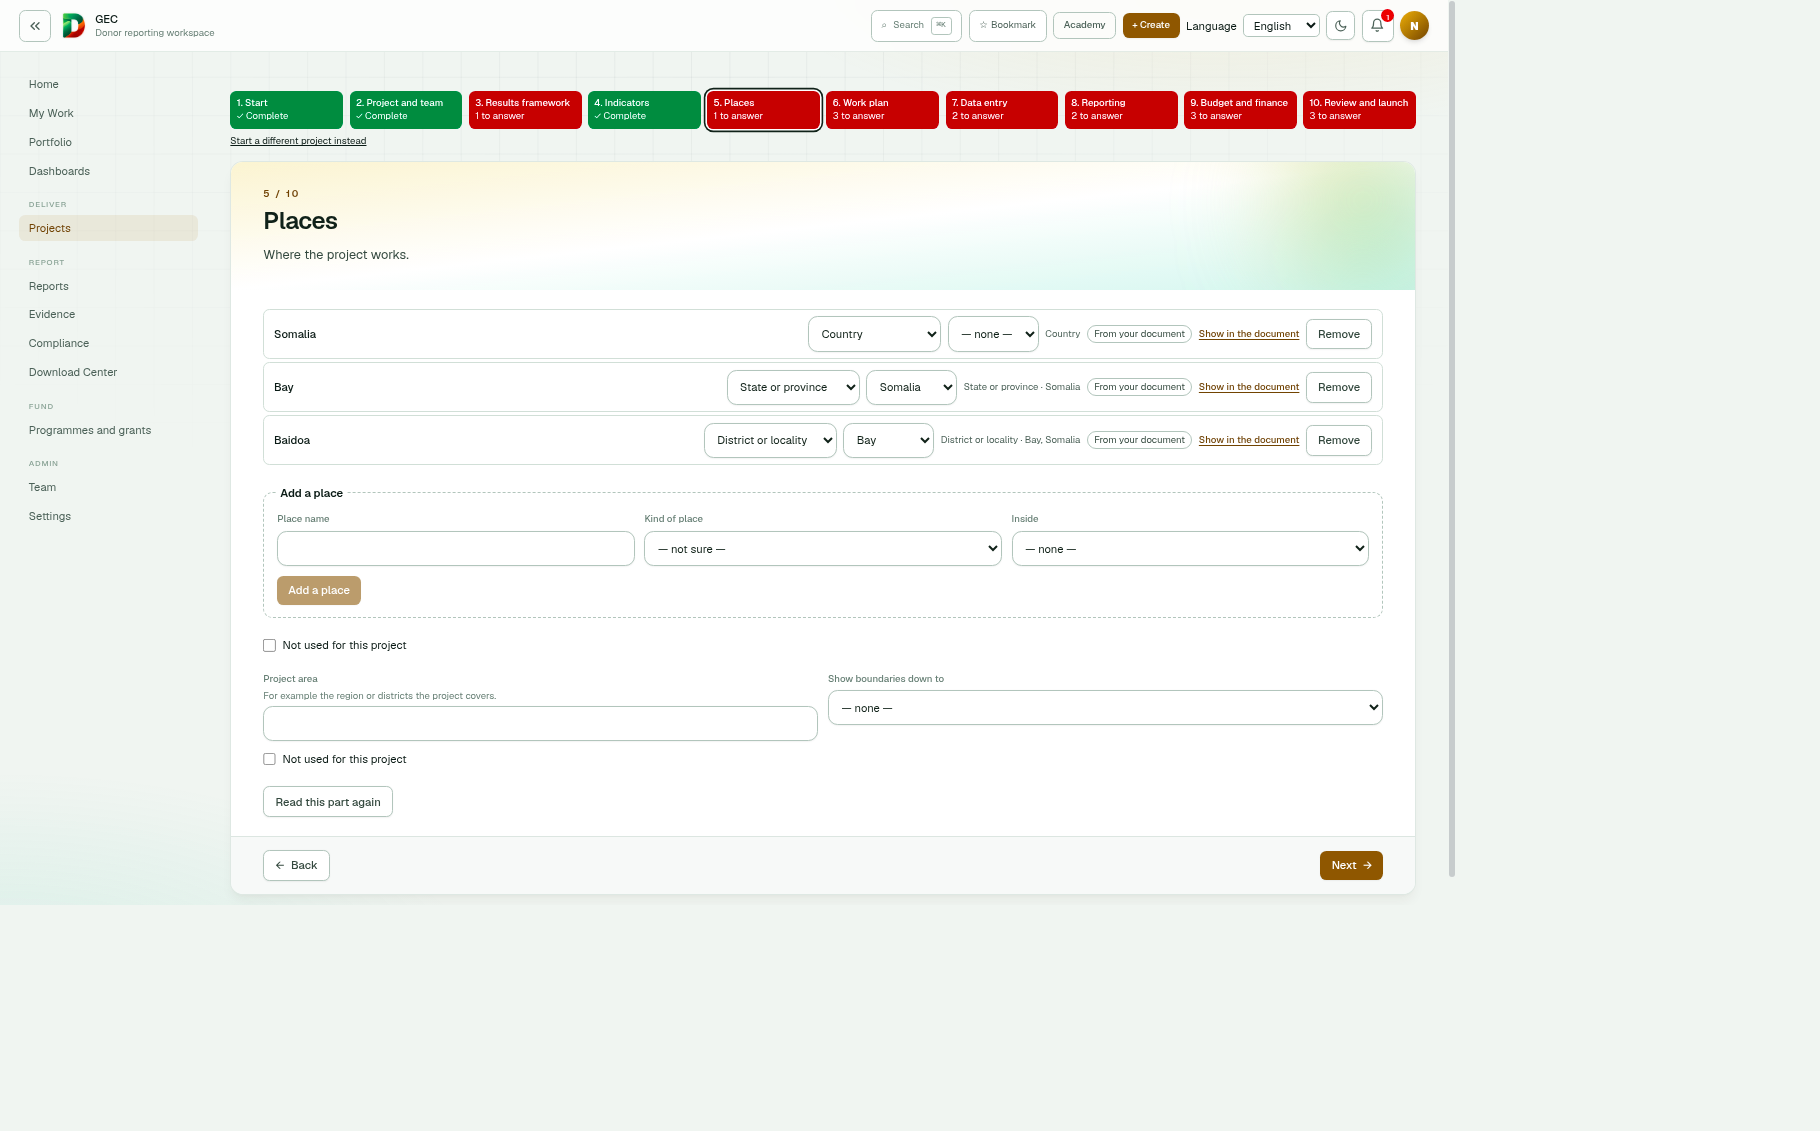 GEC
Donor reporting workspace
Search ⌘K
☆ Bookmark
Academy
+ Create
Language
English
1
N
Home
My Work
Portfolio
Dashboards
DELIVER
Projects
REPORT
Reports
Evidence
Compliance
Download Center
FUND
Programmes and grants
ADMIN
Team
Settings
1. Start
✓ Complete
2. Project and team
✓ Complete
3. Results framework
1 to answer
4. Indicators
✓ Complete
5. Places
1 to answer
6. Work plan
3 to answer
7. Data entry
2 to answer
8. Reporting
2 to answer
9. Budget and finance
3 to answer
10. Review and launch
3 to answer
Start a different project instead
5 / 10
Places
Where the project works.
Somalia Country — none — Country From your document Show in the document Remove
Bay State or province Somalia State or province · Somalia From your document Show in the document Remove
Baidoa District or locality Bay District or locality · Bay, Somalia From your document Show in the document Remove
Add a place
Place name
Kind of place
— not sure —
Inside
— none —
Add a place
Not used for this project
Project area
For example the region or districts the project covers.
Show boundaries down to
— none —
Not used for this project
Read this part again
← Back
Next →